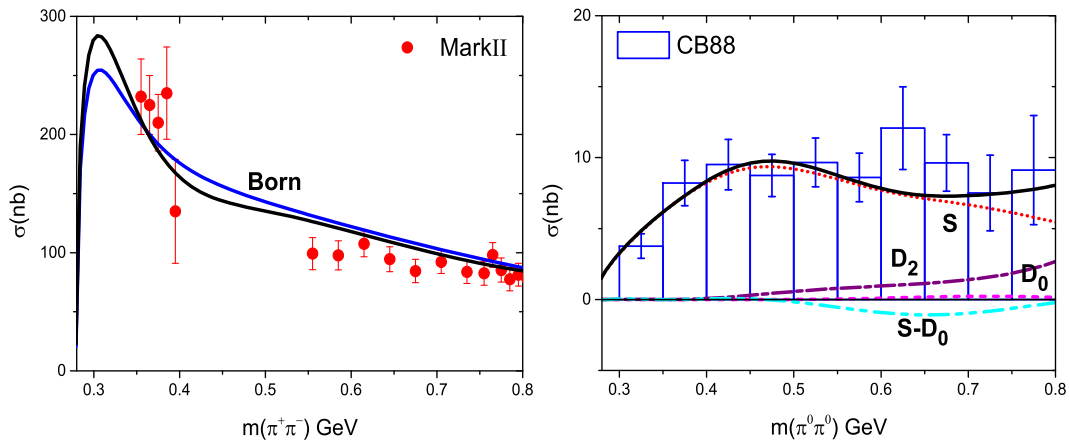 300
200
100
0
σ(nb)
MarkII
Born
0.3 0.4 0.5 0.6 0.7 0.8
m(π⁺π⁻) GeV
20
10
0
σ(nb)
CB88
S
D₂
D₀
S-D₀
0.3 0.4 0.5 0.6 0.7 0.8
m(π⁰π⁰) GeV